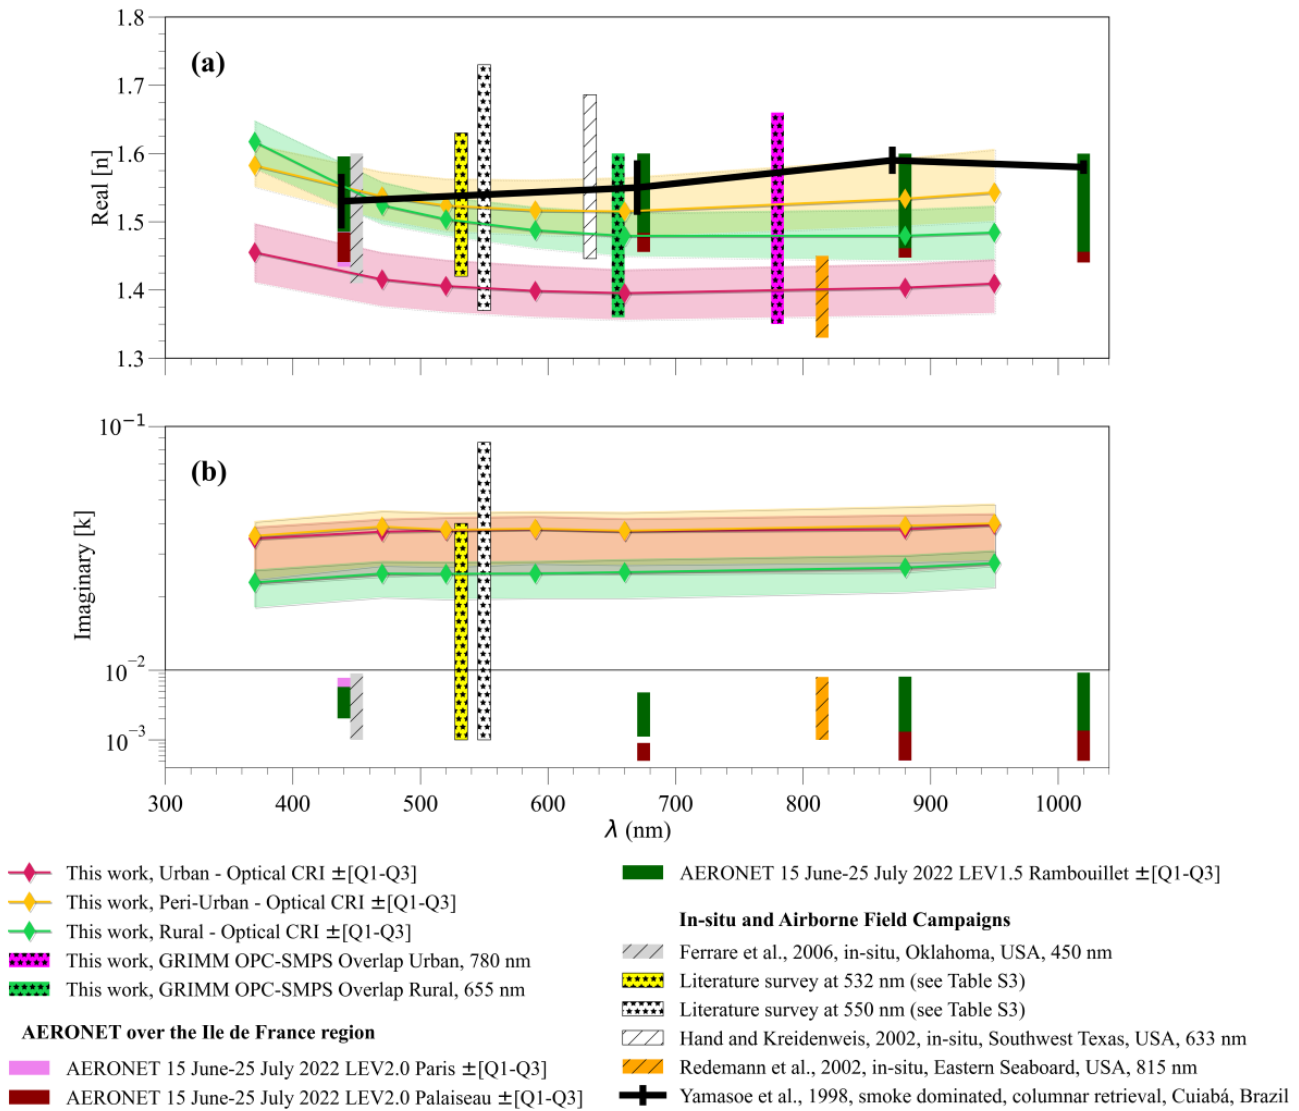 1.8
(a)
1.7
1.6
1.5
1.4
1.3
Real [n]
10⁻¹
(b)
Imaginary [k]
10⁻²
10⁻³
300 400 500 600 700 800 900 1000
λ (nm)
This work, Urban - Optical CRI ±[Q1-Q3]
This work, Peri-Urban - Optical CRI ±[Q1-Q3]
This work, Rural - Optical CRI ±[Q1-Q3]
This work, GRIMM OPC-SMPS Overlap Urban, 780 nm
This work, GRIMM OPC-SMPS Overlap Rural, 655 nm
AERONET over the Ile de France region
AERONET 15 June-25 July 2022 LEV2.0 Paris ±[Q1-Q3]
AERONET 15 June-25 July 2022 LEV2.0 Palaiseau ±[Q1-Q3]
AERONET 15 June-25 July 2022 LEV1.5 Rambouillet ±[Q1-Q3]
In-situ and Airborne Field Campaigns
Ferrare et al., 2006, in-situ, Oklahoma, USA, 450 nm
Literature survey at 532 nm (see Table S3)
Literature survey at 550 nm (see Table S3)
Hand and Kreidenweis, 2002, in-situ, Southwest Texas, USA, 633 nm
Redemann et al., 2002, in-situ, Eastern Seaboard, USA, 815 nm
Yamasoe et al., 1998, smoke dominated, columnar retrieval, Cuiabá, Brazil